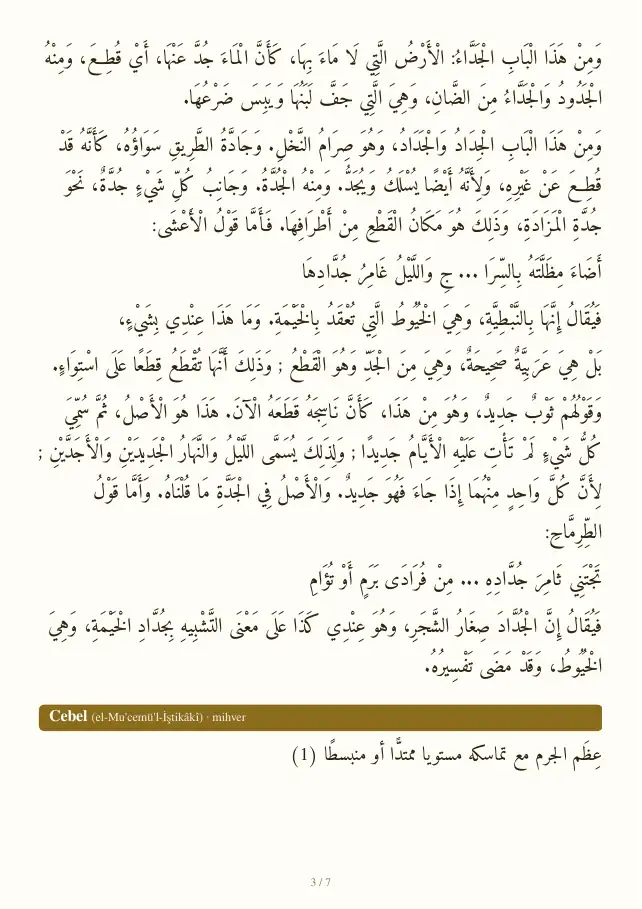 وَمِنْ هَذَا الْبَابِ الْجَدَّاءُ: الْأَرْضُ الَّتِي لَا مَاءَ بِهَا، كَأَنَّ الْمَاءَ جُدَّ عَنْهَا، أَيْ قُطِعَ، وَمِنْهُ
الْجَدُودُ وَالْجَدَّاءُ مِنَ الضَّانِ، وَهِيَ الَّتِي جَفَّ لَبَنُهَا وَيَبِسَ ضَرْعُهَا.
وَمِنْ هَذَا الْبَابِ الْجِدَادُ وَالْجَدَادُ، وَهُوَ صِرَامُ النَّخْلِ. وَجَادَّةُ الطَّرِيقِ سَوَاؤُهُ، كَأَنَّهُ قَدْ
قُطِعَ عَنْ غَيْرِهِ، وَلِأَنَّهُ أَيْضًا يُسْلَكُ وَيُجَدُّ. وَمِنْهُ الْجُدَّةُ. وَجَانِبُ كُلِّ شَيْءٍ جُدَّةٌ، نَحْوَ
جُدَّةِ الْمَزَادَةِ، وَذَلِكَ هُوَ مَكَانُ الْقَطْعِ مِنْ أَطْرَافِهَا. فَأَمَّا قَوْلُ الْأَعْشَى:
أَضَاءَ مِظَلَّتَهُ بِالسِّرَا ... جِ وَاللَّيْلُ غَامِرُ جُدَّادِهَا
فَيُقَالُ إِنَّهَا بِالنَّبْطِيَّةِ، وَهِيَ الْخُيُوطُ الَّتِي تُعْقَدُ بِالْخَيْمَةِ. وَمَا هَذَا عِنْدِي بِشَيْءٍ،
بَلْ هِيَ عَرَبِيَّةٌ صَحِيحَةٌ، وَهِيَ مِنَ الْجَدِّ وَهُوَ الْقَطْعُ ; وَذَلِكَ أَنَّهَا تُقْطَعُ قِطَعًا عَلَى اسْتِوَاءٍ.
وَقَوْلُهُمْ ثَوْبٌ جَدِيدٌ، وَهُوَ مِنْ هَذَا، كَأَنَّ نَاسِجَهُ قَطَعَهُ الْآنَ. هَذَا هُوَ الْأَصْلُ، ثُمَّ سُمِّيَ
كُلُّ شَيْءٍ لَمْ تَأْتِ عَلَيْهِ الْأَيَّامُ جَدِيدًا ; وَلِذَلِكَ يُسَمَّى اللَّيْلُ وَالنَّهَارُ الْجَدِيدَيْنِ وَالْأَجَدَّيْنِ ;
لِأَنَّ كُلَّ وَاحِدٍ مِنْهُمَا إِذَا جَاءَ فَهُوَ جَدِيدٌ. وَالْأَصْلُ فِي الْجَدَّةِ مَا قُلْنَاهُ. وَأَمَّا قَوْلُ
الطِّرِمَّاحِ:
تَجْتَنِي ثَامِرَ جُدَّادِهِ ... مِنْ فُرَادَى بَرَمٍ أَوْ تُؤَامِ
فَيُقَالُ إِنَّ الْجُدَّادَ صِغَارُ الشَّجَرِ، وَهُوَ عِنْدِي كَذَا عَلَى مَعْنَى التَّشْبِيهِ بِجُدَّادِ الْخَيْمَةِ، وَهِيَ
الْخُيُوطُ، وَقَدْ مَضَى تَفْسِيرُهُ.
Cebel (el-Mu'cemü'l-İştikâkî) · mihver
عِظَم الجرم مع تماسكه مستويا ممتدًّا أو منبسطًا (1)
3 / 7